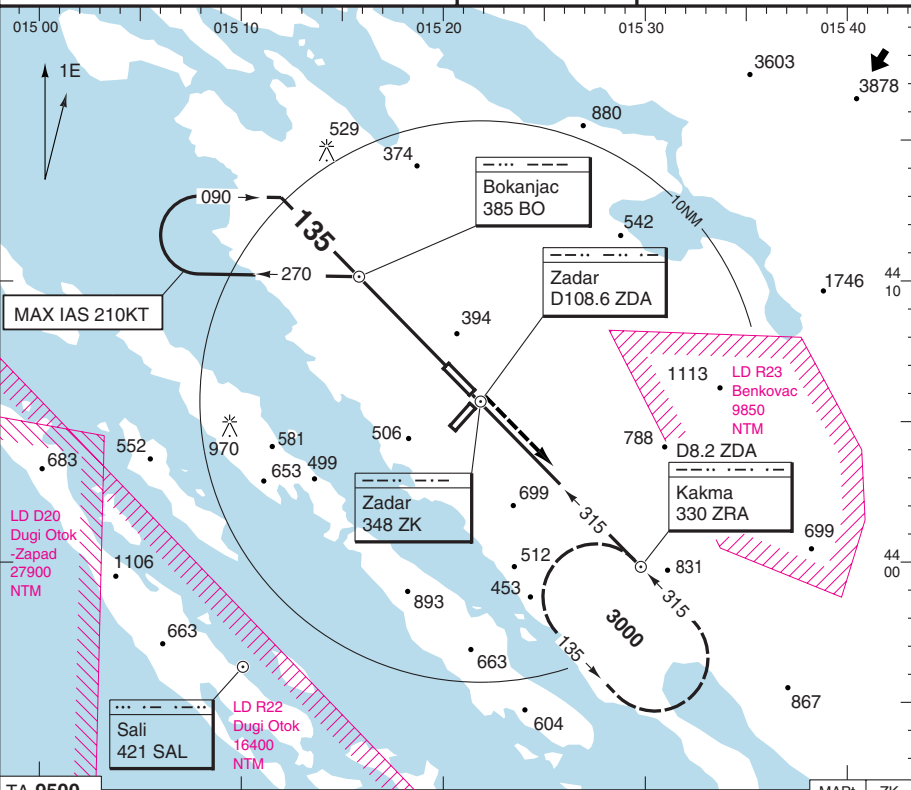 015 00
015 10
015 20
015 30
015 40
1E
3603
3878
880
529
374
Bokanjac
385 BO
10NM
090
135
542
270
Zadar
D108.6 ZDA
1746
44
10
MAX IAS 210KT
394
1113
LD R23
Benkovac
9850
NTM
506
788
D8.2 ZDA
552
581
970
683
653
499
Zadar
348 ZK
Kakma
330 ZRA
699
315
699
LD D20
Dugi Otok
-Zapad
27900
NTM
1106
512
831
44
00
453
893
315
3000
135
663
663
867
604
Sali
421 SAL
LD R22
Dugi Otok
16400
NTM
TA 9500
MAPt
ZK